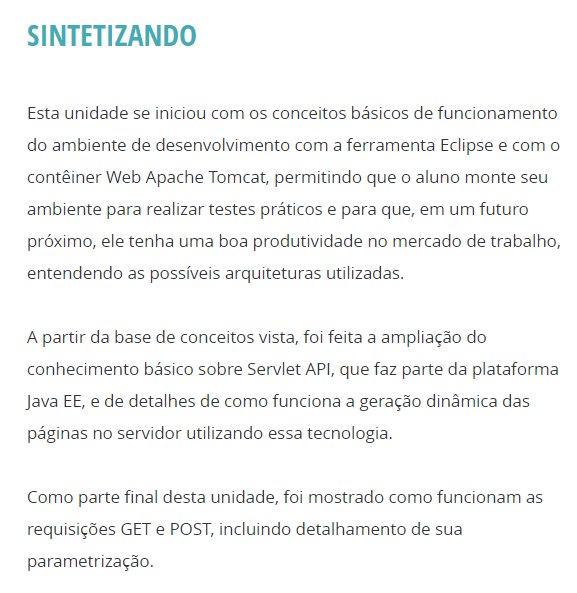 SINTETIZANDO
Esta unidade se iniciou com os conceitos básicos de funcionamento
do ambiente de desenvolvimento com a ferramenta Eclipse e com o
contêiner Web Apache Tomcat, permitindo que o aluno monte seu
ambiente para realizar testes práticos e para que, em um futuro
próximo, ele tenha uma boa produtividade no mercado de trabalho,
entendendo as possíveis arquiteturas utilizadas.
A partir da base de conceitos vista, foi feita a ampliação do
conhecimento básico sobre Servlet API, que faz parte da plataforma
Java EE, e de detalhes de como funciona a geração dinâmica das
páginas no servidor utilizando essa tecnologia.
Como parte final desta unidade, foi mostrado como funcionam as
requisições GET e POST, incluindo detalhamento de sua
parametrização.